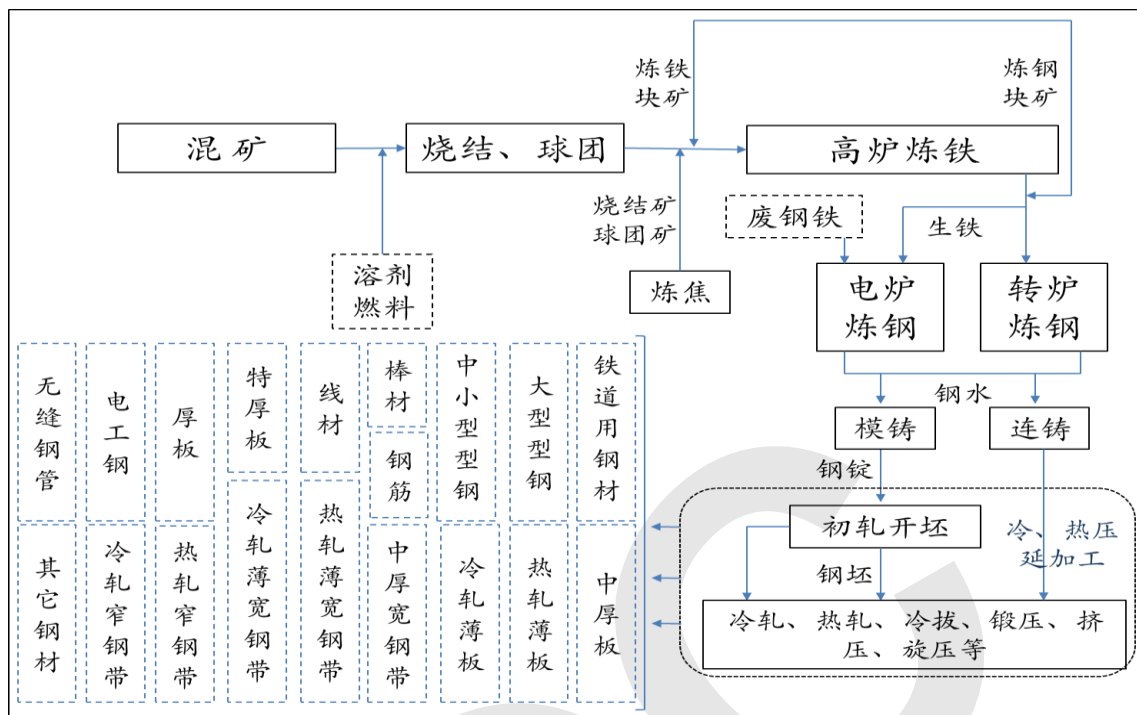 炼铁
块矿
炼钢
块矿
混矿
烧结、球团
高炉炼铁
烧结矿
球团矿
废钢铁
生铁
溶剂
燃料
炼焦
电炉
炼钢
转炉
炼钢
钢水
模铸
连铸
钢锭
初轧开坯
冷、热压
延加工
钢坯
冷轧、热轧、冷拔、锻压、挤
压、旋压等
无缝钢管
电工钢
厚板
特厚板
线材
棒材
钢筋
中小型型钢
大型型钢
铁道用钢材
其它钢材
冷轧窄钢带
热轧窄钢带
冷轧薄宽钢带
热轧薄宽钢带
中厚宽钢带
冷轧薄板
热轧薄板
中厚板